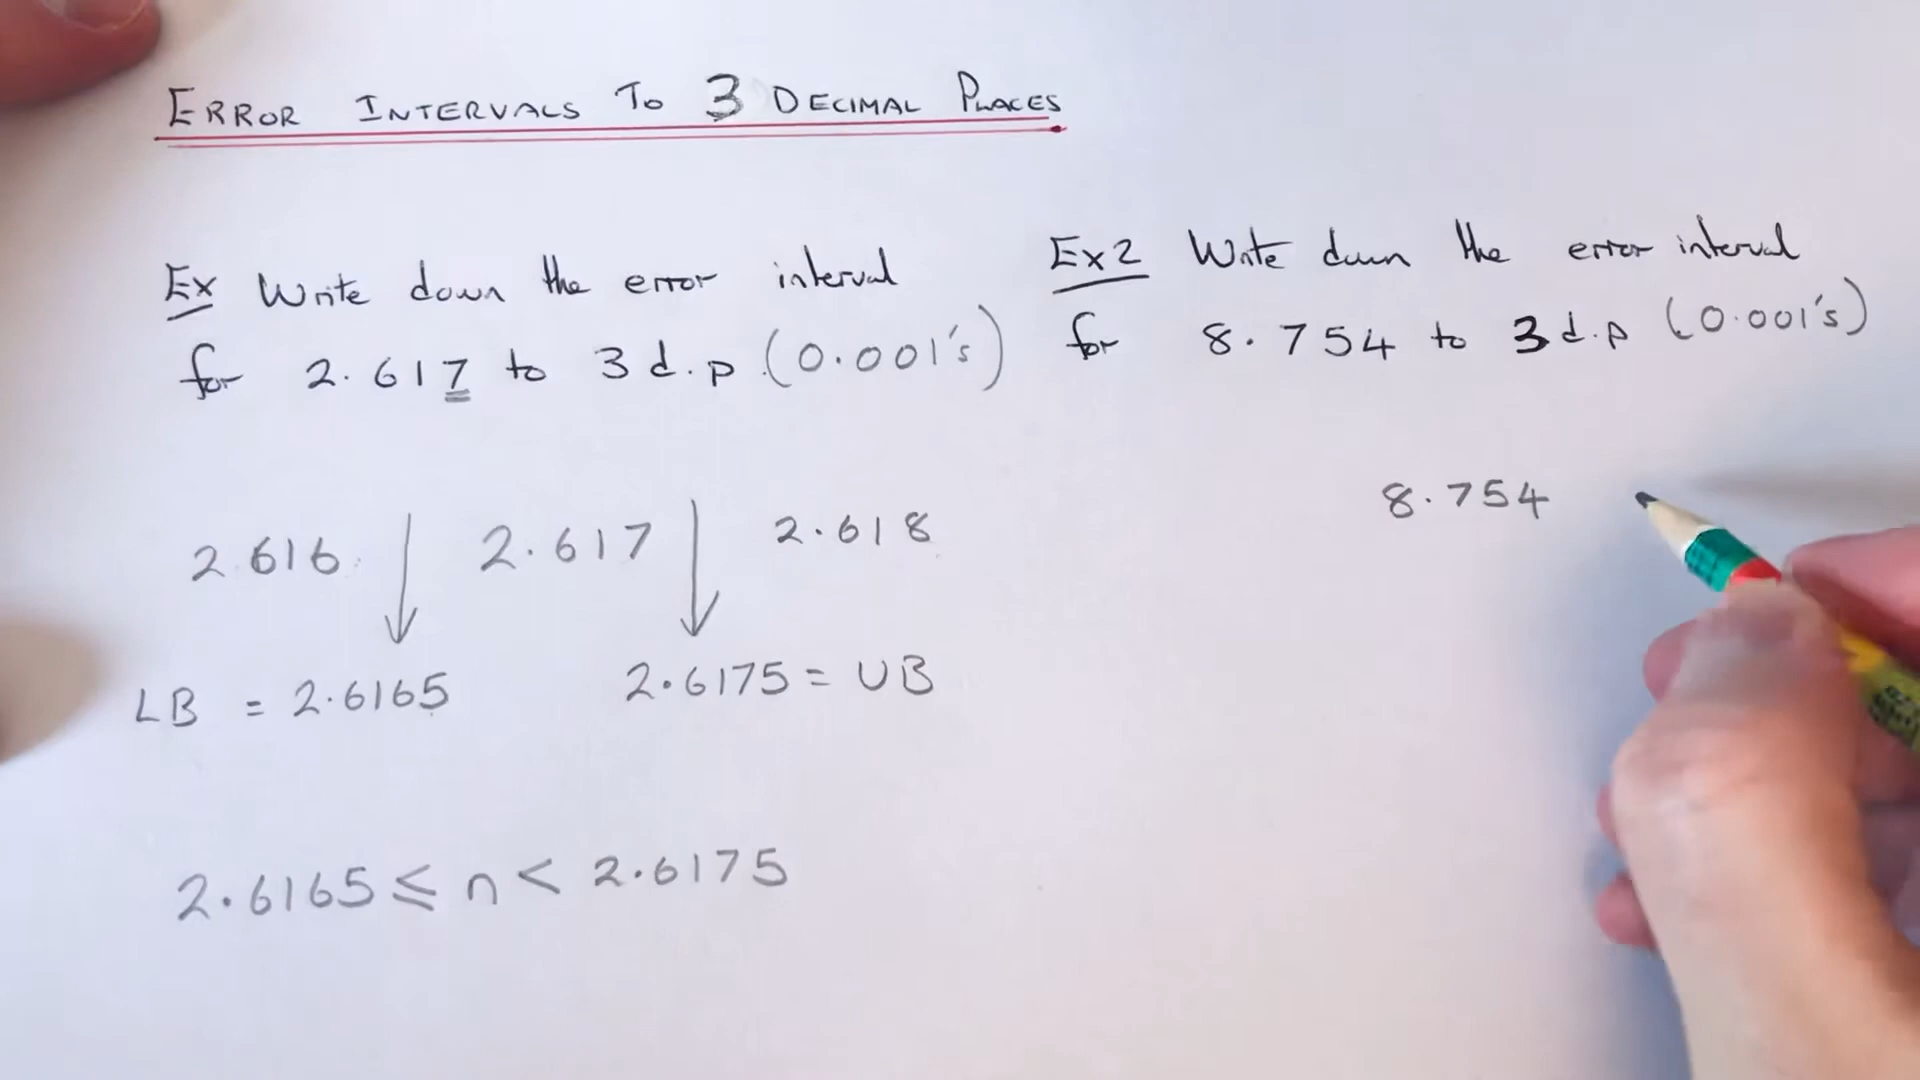 ERROR INTERVALS TO 3 DECIMAL PLACES
Ex Write down the error interval
for 2.617 to 3 d.p (0.001's)
2.616 2.617 2.618
LB = 2.6165 2.6175 = UB
2.6165 ≤ n < 2.6175
Ex2 Write down the error interval
for 8.754 to 3 d.p (0.001's)
8.754